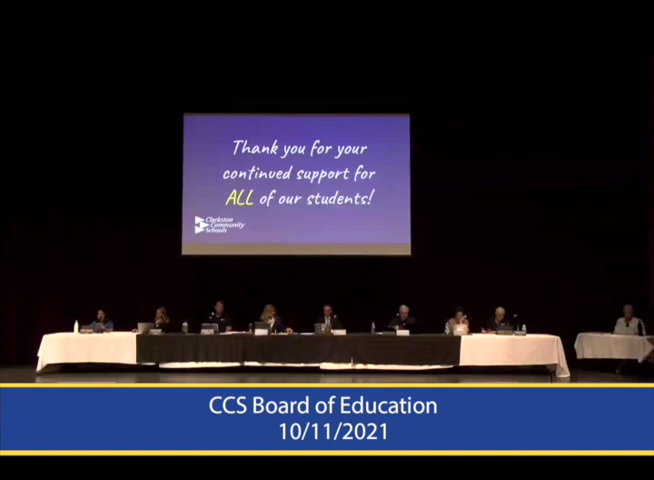 Thank you for your
continued support for
ALL of our students!
Clarkston
Community
Schools
CCS Board of Education
10/11/2021